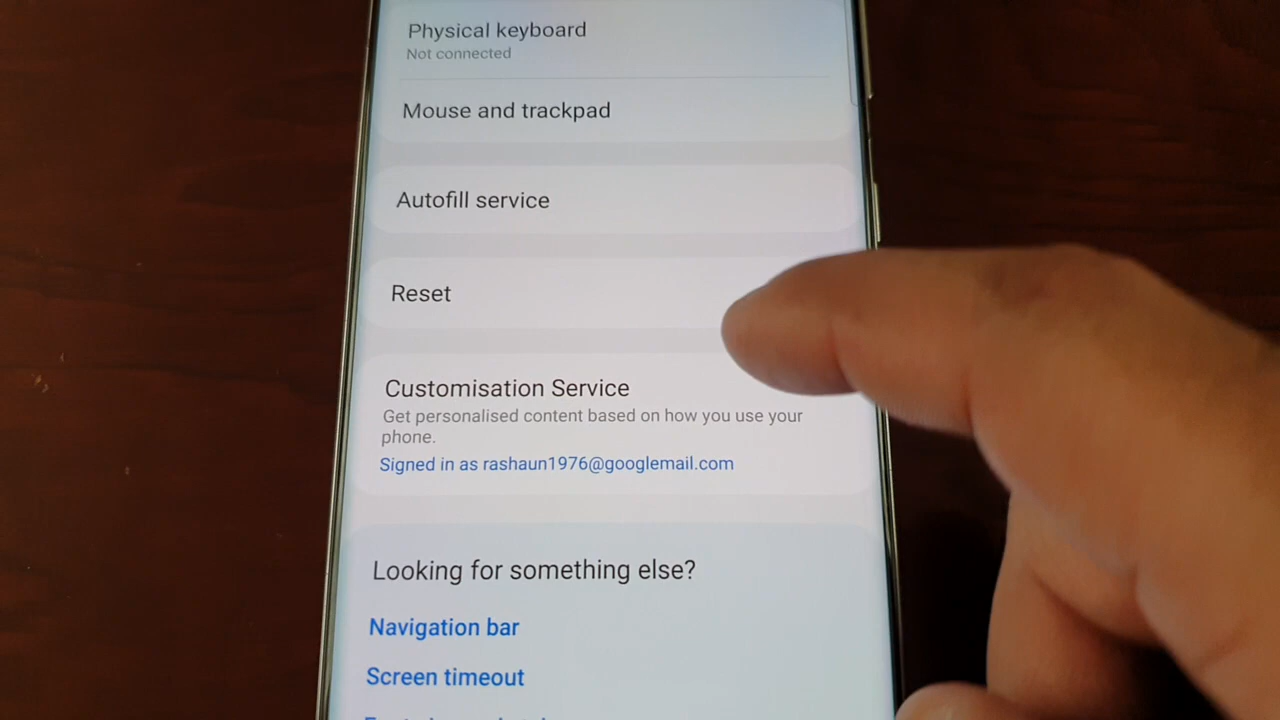 Physical keyboard
Not connected
Mouse and trackpad
Autofill service
Reset
Customisation Service
Get personalised content based on how you use your
phone.
Signed in as rashaun1976@googlemail.com
Looking for something else?
Navigation bar
Screen timeout